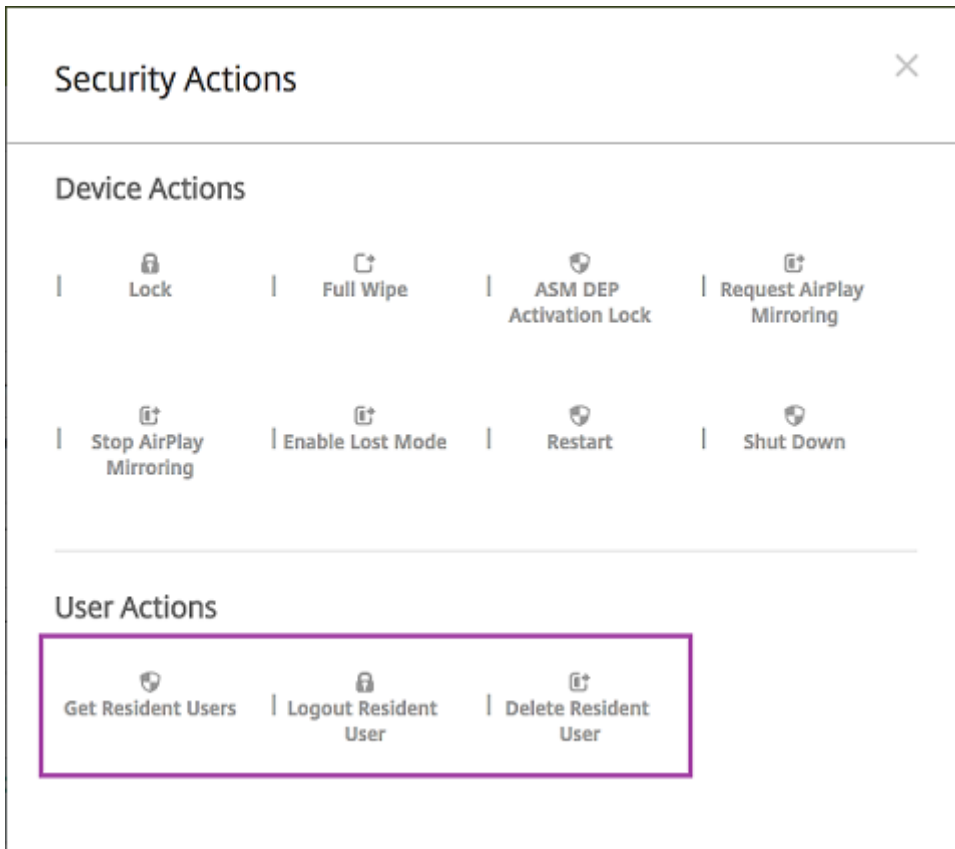 Security Actions
Device Actions
Lock
Full Wipe
ASM DEP
Activation Lock
Request AirPlay
Mirroring
Stop AirPlay
Mirroring
Enable Lost Mode
Restart
Shut Down
User Actions
Get Resident Users
Logout Resident
User
Delete Resident
User